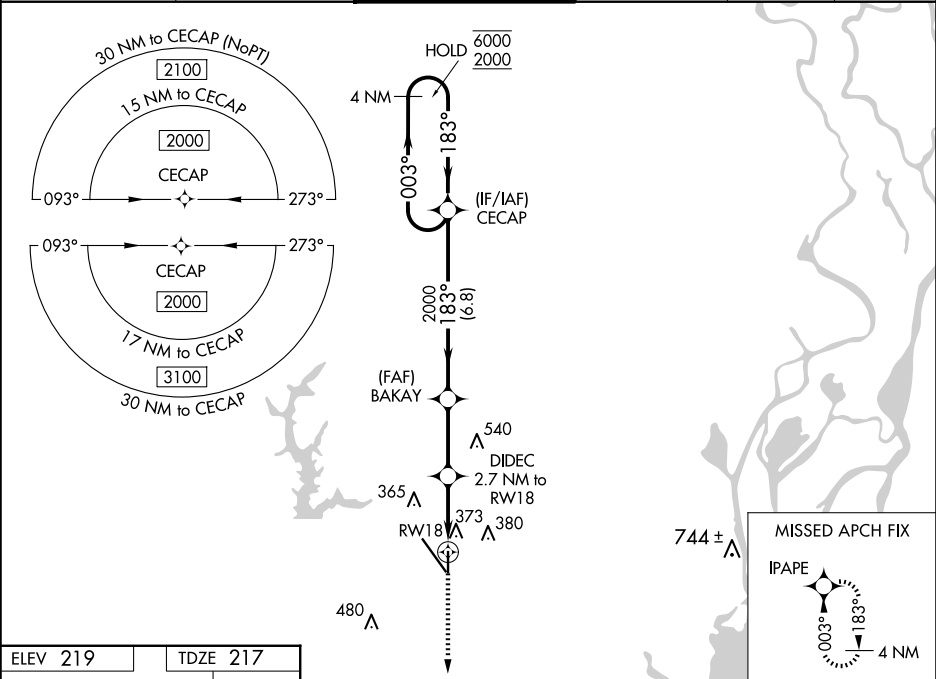 30 NM to CECAP (NoPT)
2100
15 NM to CECAP
2000
CECAP
093°
273°
093°
273°
CECAP
2000
17 NM to CECAP
3100
30 NM to CECAP
HOLD 6000
2000
4 NM
003°
183°
(IF/IAF)
CECAP
2000
183°
(6.8)
(FAF)
BAKAY
540
DIDEC
2.7 NM to
RW18
365
373
380
RW18
480
744 ±
MISSED APCH FIX
IPAPE
003°
183°
4 NM
ELEV 219
TDZE 217